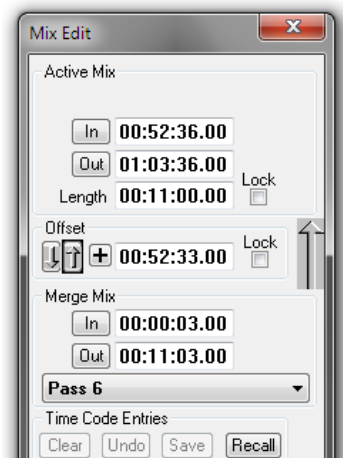 Mix Edit
Active Mix
In 00:52:36.00
Out 01:03:36.00
Length 00:11:00.00 Lock
Offset
+ 00:52:33.00 Lock
Merge Mix
In 00:00:03.00
Out 00:11:03.00
Pass 6
Time Code Entries
Clear Undo Save Recall